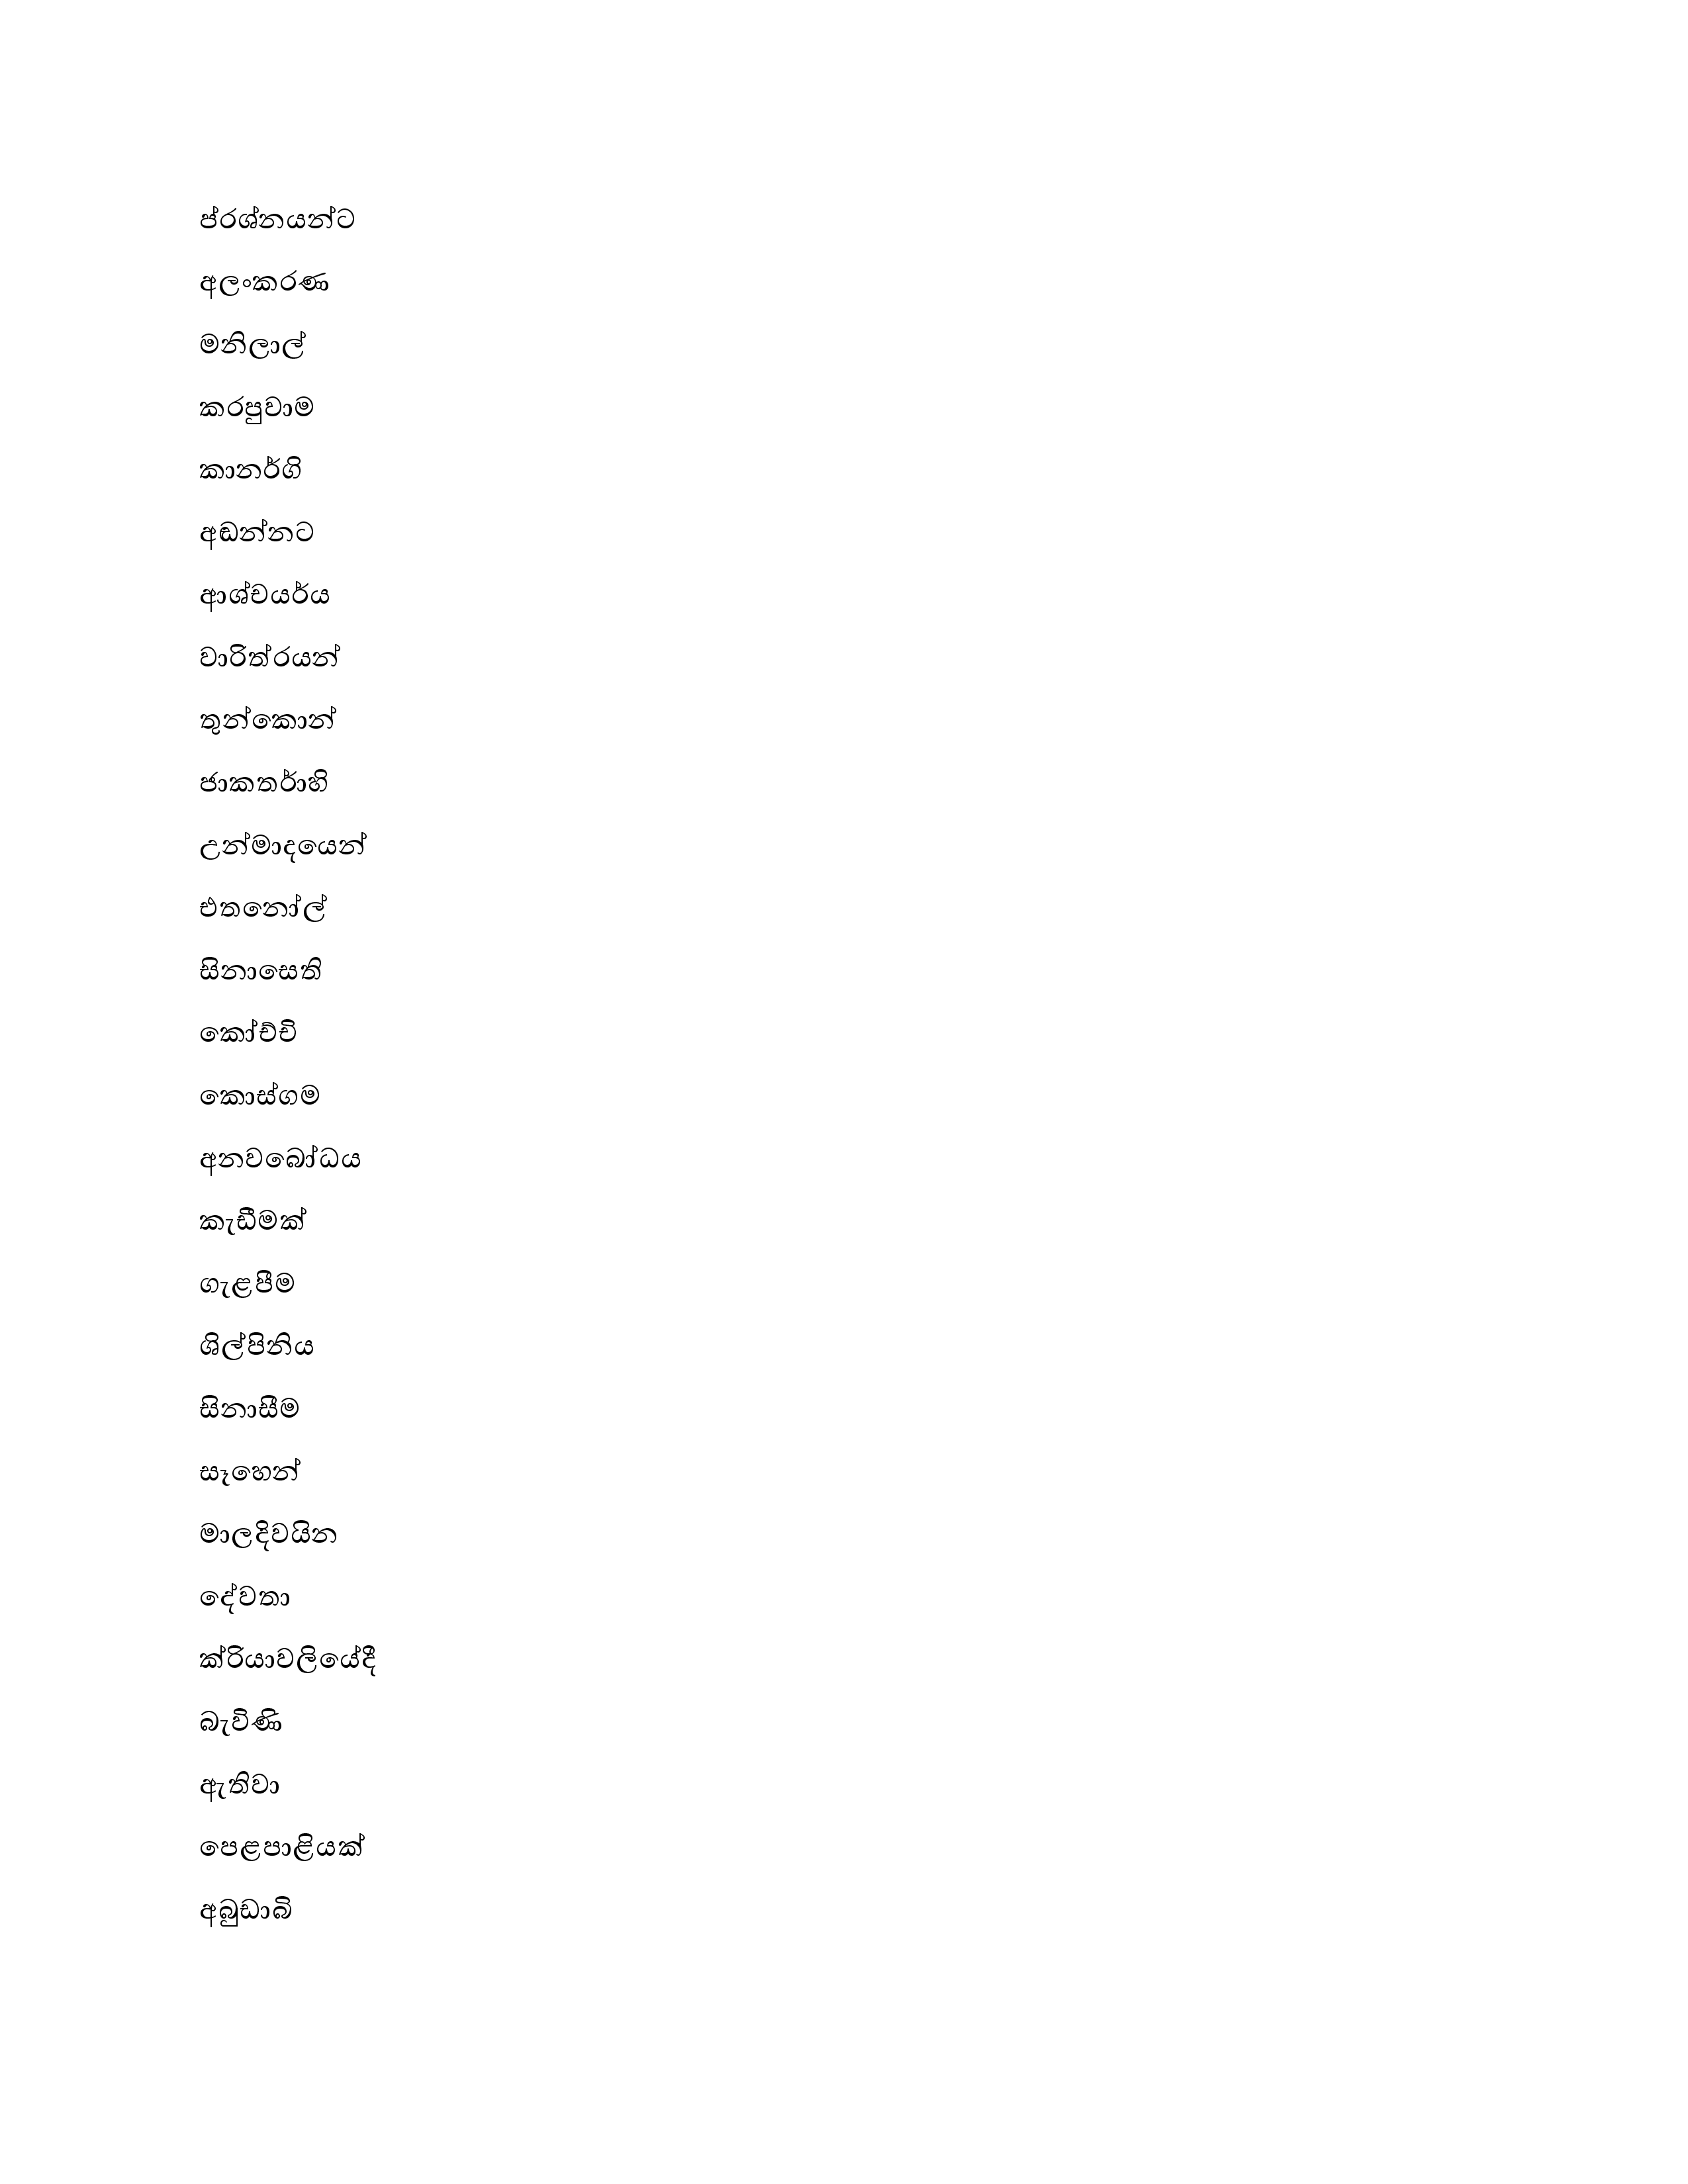 ප්රශ්නයන්ට
අලංකරණ
මනිලාල්
කරපුවාම
කානර්ගි
අඬන්නට
ආශ්චයර්ය
වාරිත්රයන්
තුන්කොන්
ජාකතර්ාහි
උන්මාදයෙන්
එතනෝල්
සිනාසෙති
කෝච්චි
කොස්ගම
අනවබෝධය
කැඩීමක්
ගැළපීම
ශිල්පිනිය
සිනාසීම
සෑහෙන්
මාලදිවයින
දේවතා
ක්රියාවලියේදී
බැවිණි
ඇතිවා
පෙළපාළියක්
අබුඩාබි